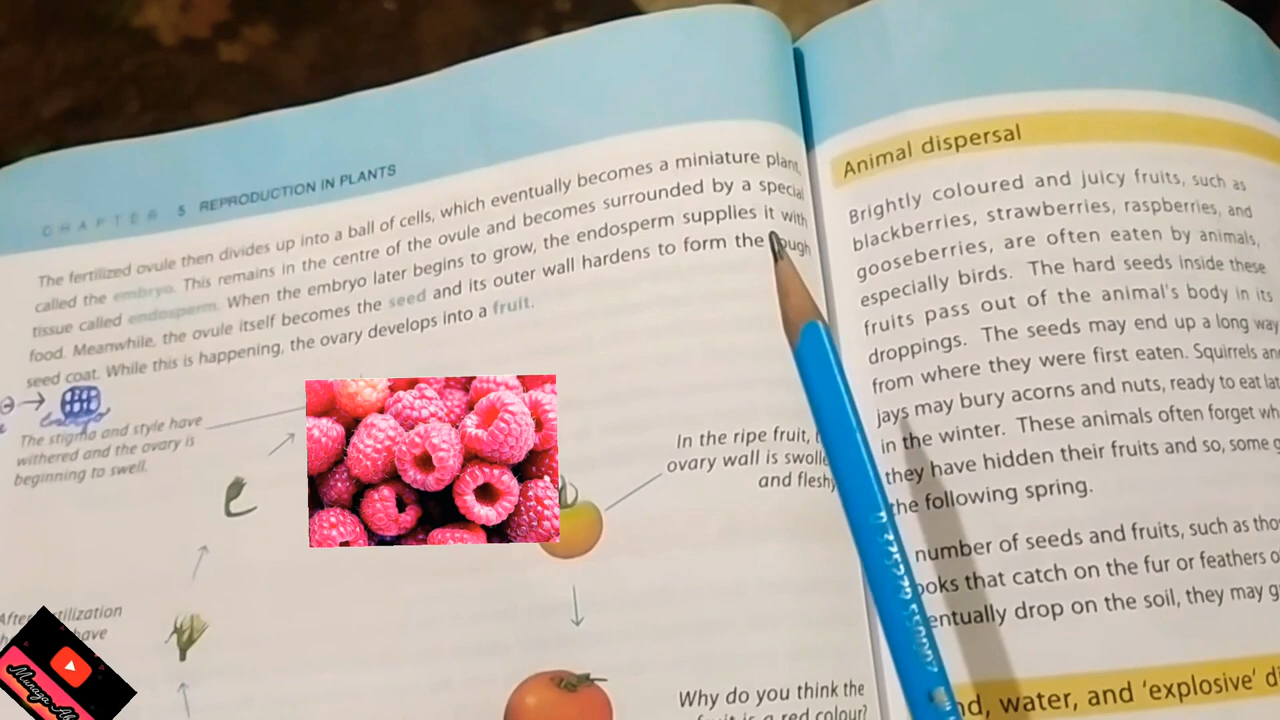 CHAPTER 5 REPRODUCTION IN PLANTS
The fertilized ovule then divides up into a ball of cells, which eventually becomes a miniature plant,
called the embryo. This remains in the centre of the ovule and becomes surrounded by a special
tissue called endosperm. When the embryo later begins to grow, the endosperm supplies it with
food. Meanwhile, the ovule itself becomes the seed and its outer wall hardens to form the tough
seed coat. While this is happening, the ovary develops into a fruit.
Embryo
The stigma and style have
withered and the ovary is
beginning to swell.
In the ripe fruit,
ovary wall is
and fleshy
After fertilization
have
Why do you think the
fruit is a red colour?
Animal dispersal
Brightly coloured and juicy fruits, such as
blackberries, strawberries, raspberries, and
gooseberries, are often eaten by animals,
especially birds. The hard seeds inside these
fruits pass out of the animal's body in its
droppings. The seeds may end up a long way
from where they were first eaten. Squirrels and
jays may bury acorns and nuts, ready to eat
in the winter. These animals often forget
they have hidden their fruits and so, some
the following spring.
number of seeds and fruits, such as
that catch on the fur or feathers
eventually drop on the soil, they may
water, and 'explosive'